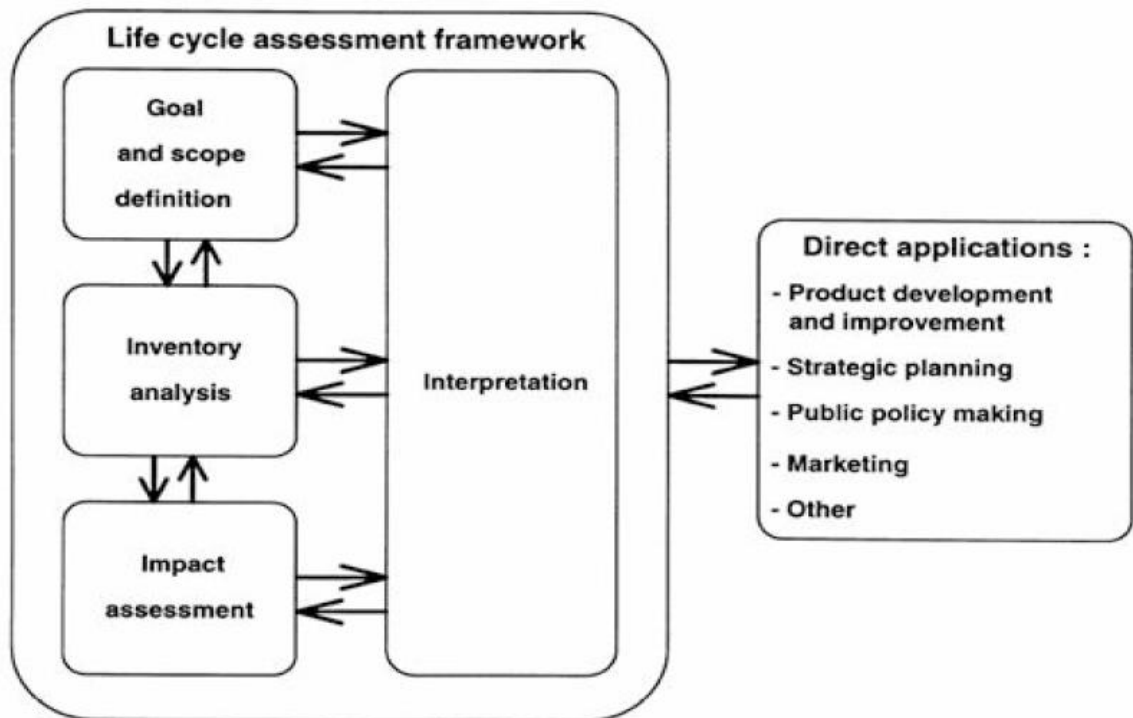 Life cycle assessment framework
Goal
and scope
definition
Inventory
analysis
Impact
assessment
Interpretation
Direct applications :
- Product development
and improvement
- Strategic planning
- Public policy making
- Marketing
- Other